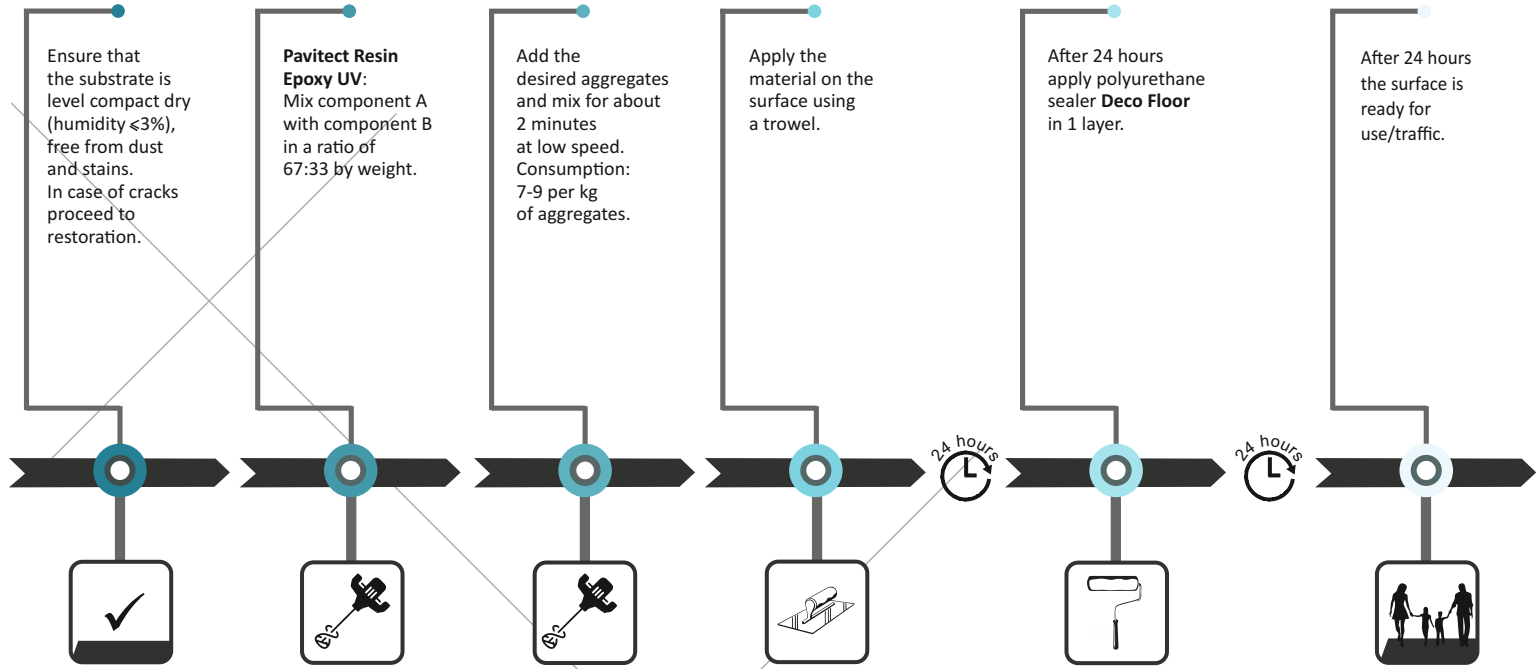 Ensure that
the substrate is
level compact dry
(humidity ⩽3%),
free from dust
and stains.
In case of cracks
proceed to
restoration.
Pavitect Resin
Epoxy UV:
Mix component A
with component B
in a ratio of
67:33 by weight.
Add the
desired aggregates
and mix for about
2 minutes
at low speed.
Consumption:
7-9 per kg
of aggregates.
Apply the
material on the
surface using
a trowel.
After 24 hours
apply polyurethane
sealer Deco Floor
in 1 layer.
After 24 hours
the surface is
ready for
use/traffic.
24 hours
24 hours